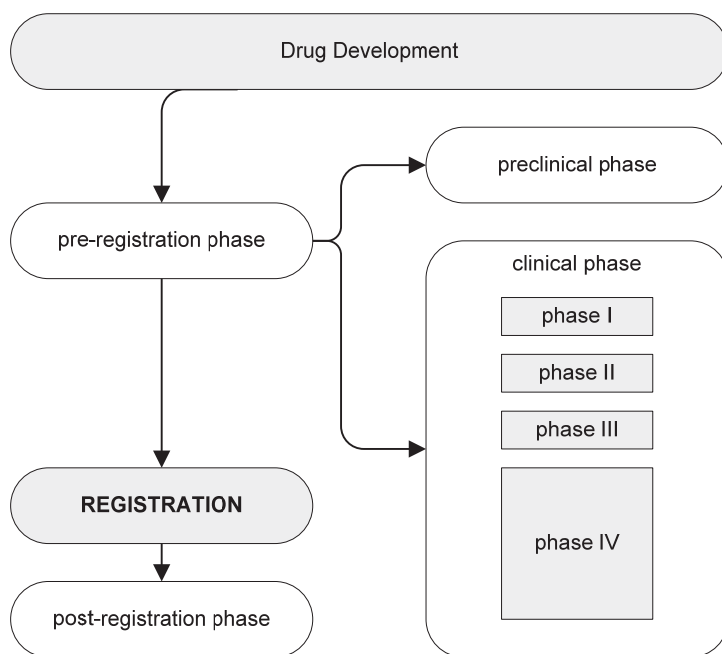 Drug Development
preclinical phase
pre-registration phase
clinical phase
phase I
phase II
phase III
REGISTRATION
phase IV
post-registration phase